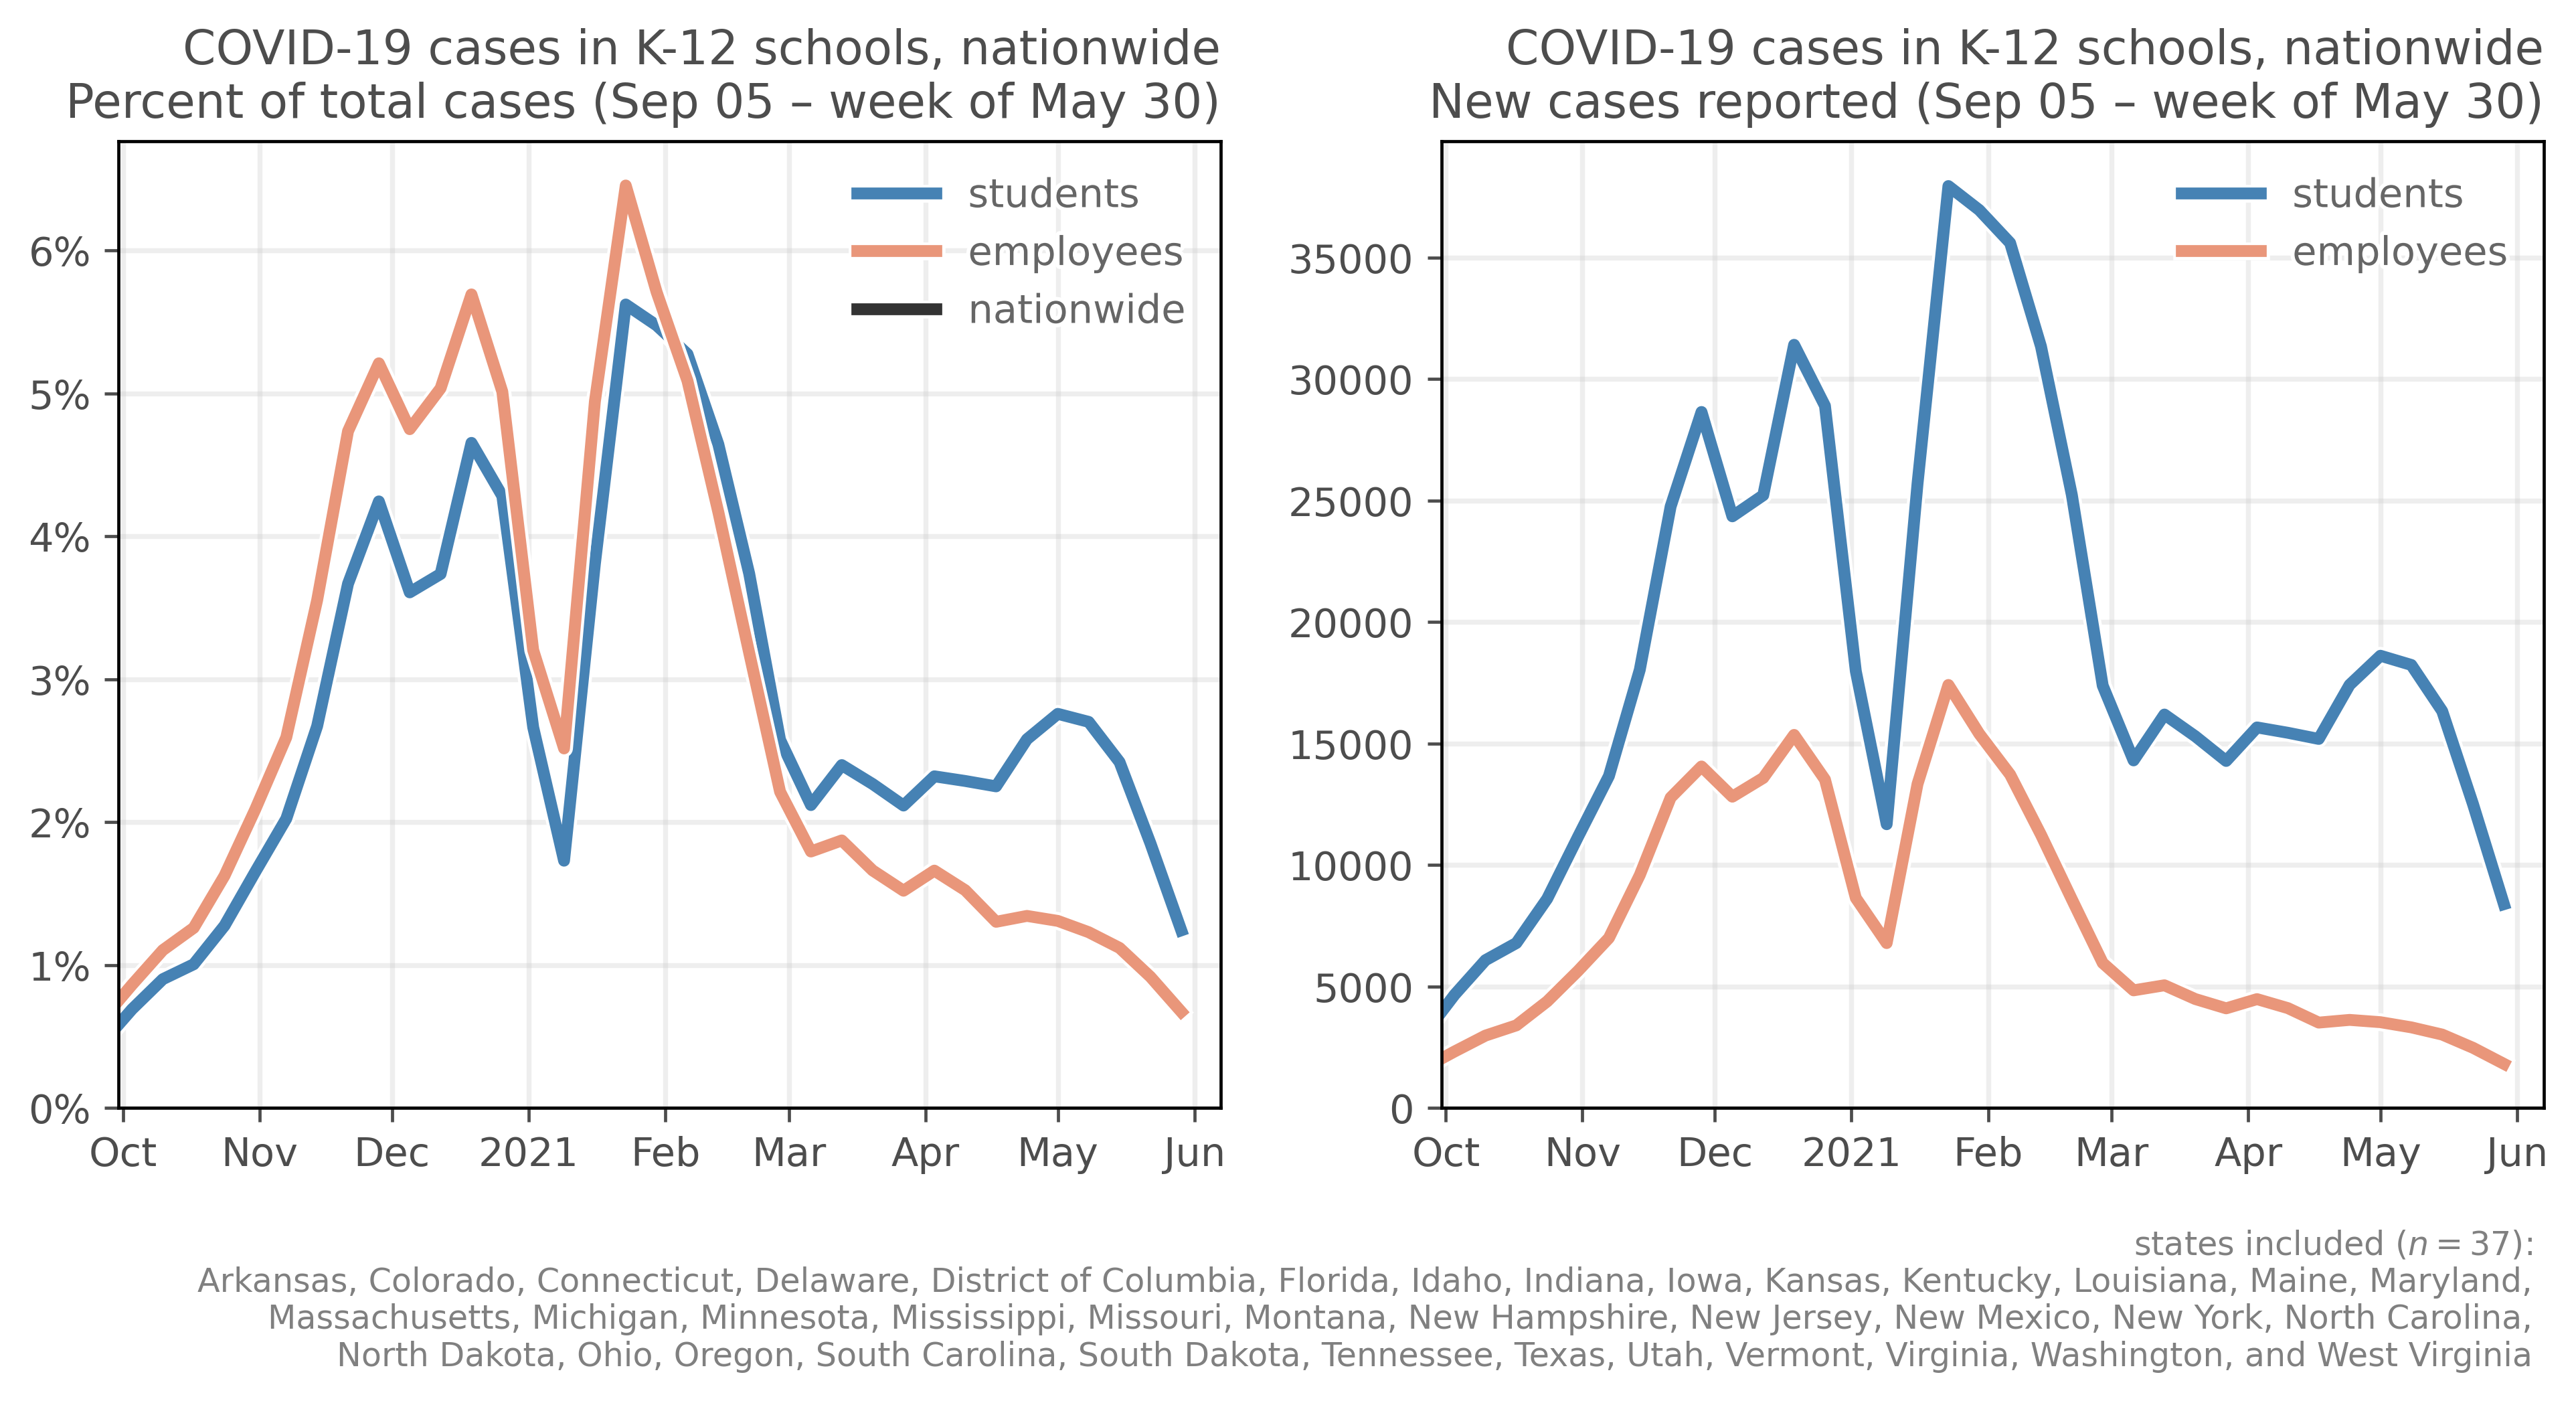 COVID-19 cases in K-12 schools, nationwide
Percent of total cases (Sep 05 – week of May 30)
students
employees
nationwide
6%
5%
4%
3%
2%
1%
0%
Oct Nov Dec 2021 Feb Mar Apr May Jun
COVID-19 cases in K-12 schools, nationwide
New cases reported (Sep 05 – week of May 30)
students
employees
35000
30000
25000
20000
15000
10000
5000
0
Oct Nov Dec 2021 Feb Mar Apr May Jun
states included (n = 37):
Arkansas, Colorado, Connecticut, Delaware, District of Columbia, Florida, Idaho, Indiana, Iowa, Kansas, Kentucky, Louisiana, Maine, Maryland,
Massachusetts, Michigan, Minnesota, Mississippi, Missouri, Montana, New Hampshire, New Jersey, New Mexico, New York, North Carolina,
North Dakota, Ohio, Oregon, South Carolina, South Dakota, Tennessee, Texas, Utah, Vermont, Virginia, Washington, and West Virginia